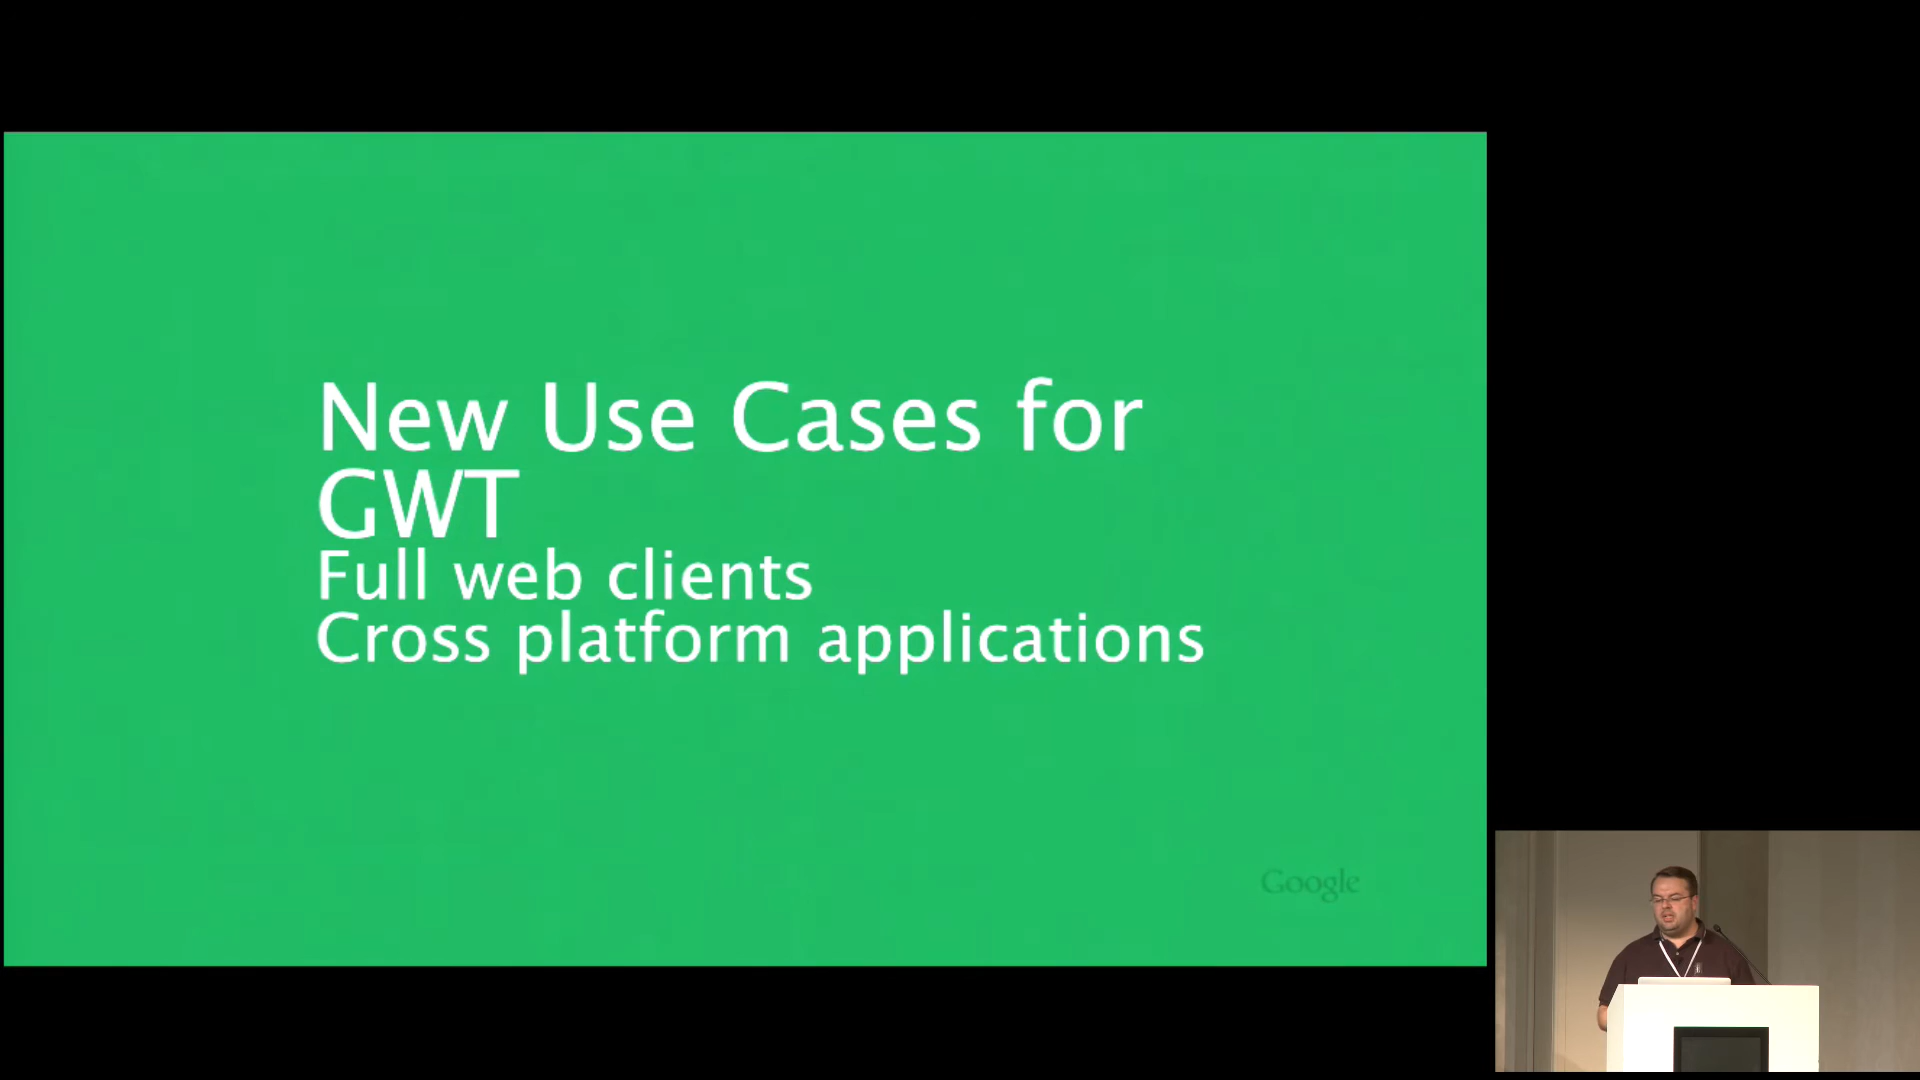 New Use Cases for
GWT
Full web clients
Cross platform applications
Google